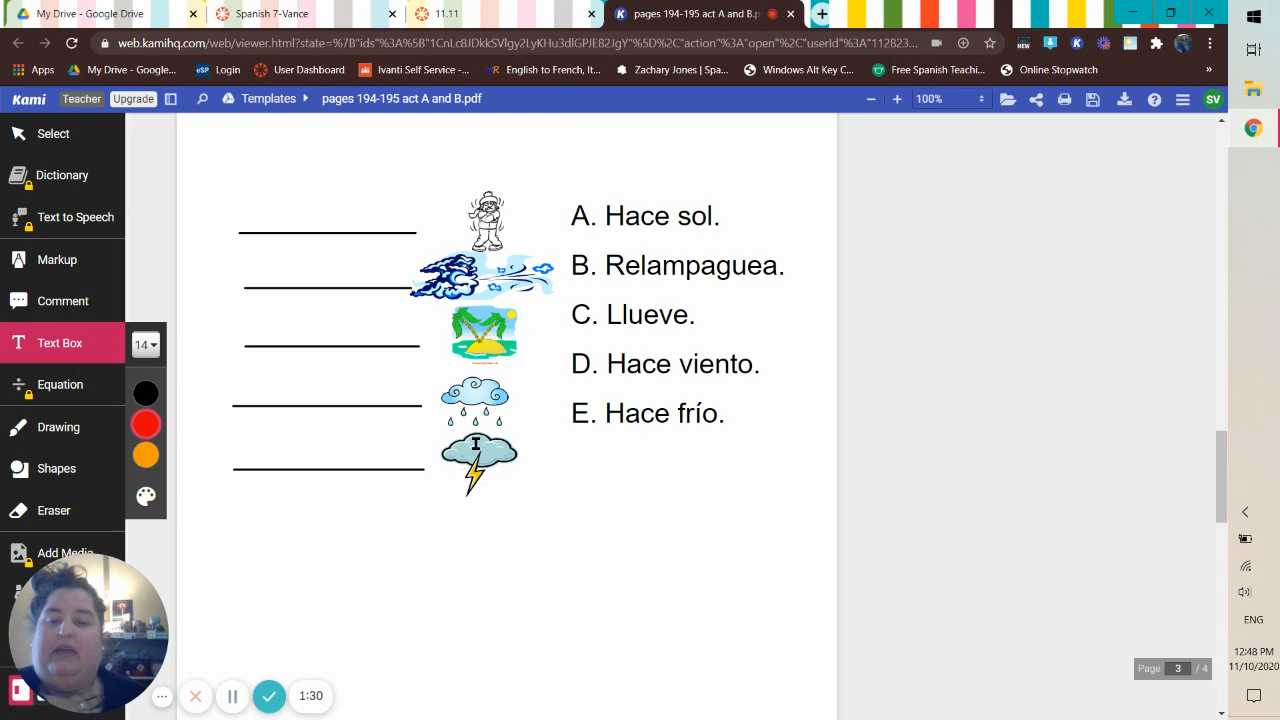 My Drive - Google Drive
Spanish 7-Vance
11.11
pages 194-195 act A and B.p
web.kamihq.com/web/viewer.html?state=%7B"ids"%3A%5B"1CnLc8JDkkSVlgy2LyKHu3dlGPJE82JgY"%5D%2C"action"%3A"open"%2C"userId"%3A"112823...
Apps
My Drive - Google...
Login
User Dashboard
Ivanti Self Service -...
English to French, It...
Zachary Jones | Spa...
Windows Alt Key C...
Free Spanish Teachi...
Online Stopwatch
»
Kami
Teacher
Upgrade
Templates
pages 194-195 act A and B.pdf
100%
SV
Select
Dictionary
Text to Speech
Markup
Comment
Text Box
Equation
Drawing
Shapes
Eraser
Add Media
14
A. Hace sol.
B. Relampaguea.
C. Llueve.
D. Hace viento.
E. Hace frío.
Page 3 / 4
1:30
ENG
12:48 PM
11/10/2020